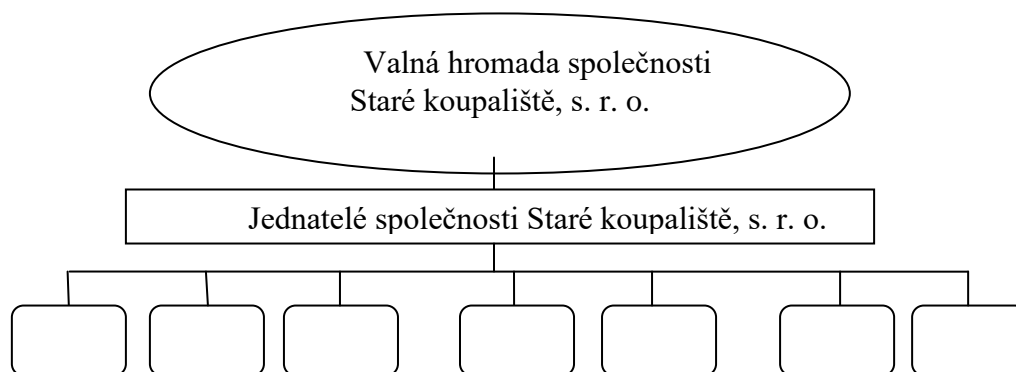 Valná hromada společnosti
Staré koupaliště, s. r. o.
Jednatelé společnosti Staré koupaliště, s. r. o.